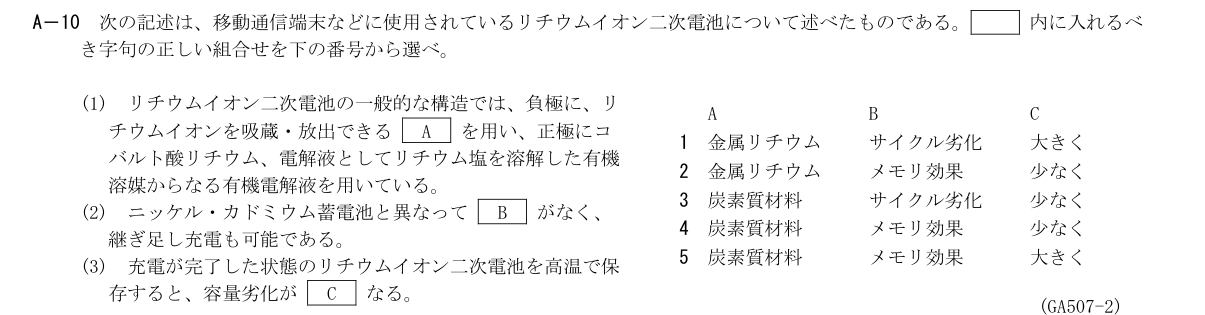 A－10 次の記述は、移動通信端末などに使用されているリチウムイオン二次電池について述べたものである。 内に入れるべ
き字句の正しい組合せを下の番号から選べ。
(1) リチウムイオン二次電池の一般的な構造では、負極に、リ
チウムイオンを吸蔵・放出できる A を用い、正極にコ
バルト酸リチウム、電解液としてリチウム塩を溶解した有機
溶媒からなる有機電解液を用いている。
(2) ニッケル・カドミウム蓄電池と異なって B がなく、
継ぎ足し充電も可能である。
(3) 充電が完了した状態のリチウムイオン二次電池を高温で保
存すると、容量劣化が C なる。
A B C
1 金属リチウム サイクル劣化 大きく
2 金属リチウム メモリ効果 少なく
3 炭素質材料 サイクル劣化 少なく
4 炭素質材料 メモリ効果 少なく
5 炭素質材料 メモリ効果 大きく
(GA507-2)